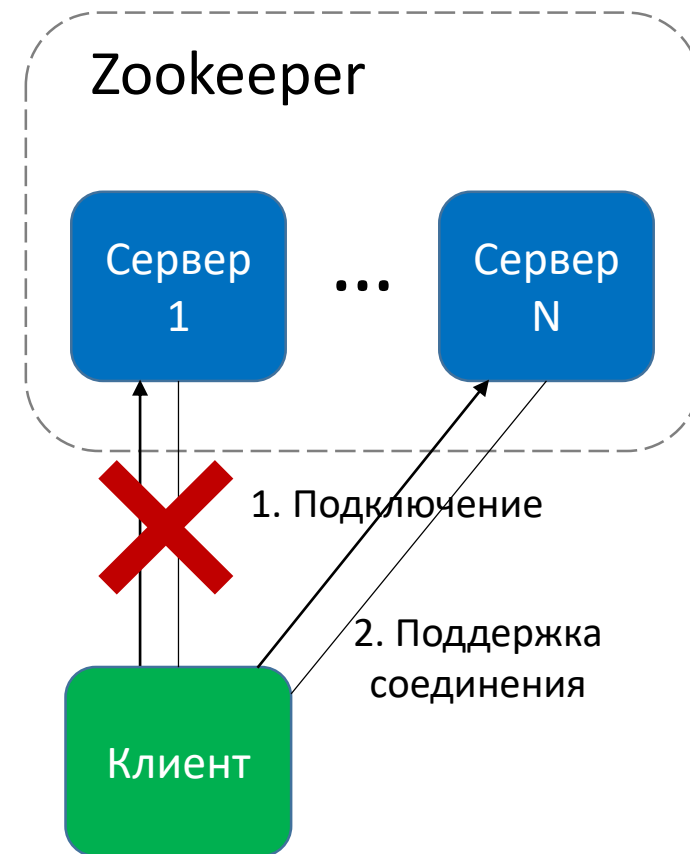 Zookeeper
Сервер
1
...
Сервер
N
1. Подключение
2. Поддержка
соединения
Клиент